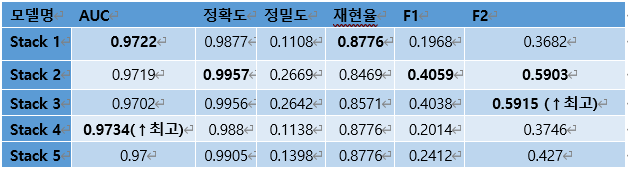 모델명 AUC 정확도 정밀도 재현율 F1 F2
Stack 1 0.9722 0.9877 0.1108 0.8776 0.1968 0.3682
Stack 2 0.9719 0.9957 0.2669 0.8469 0.4059 0.5903
Stack 3 0.9702 0.9956 0.2642 0.8571 0.4038 0.5915 (↑최고)
Stack 4 0.9734(↑최고) 0.988 0.1138 0.8776 0.2014 0.3746
Stack 5 0.97 0.9905 0.1398 0.8776 0.2412 0.427